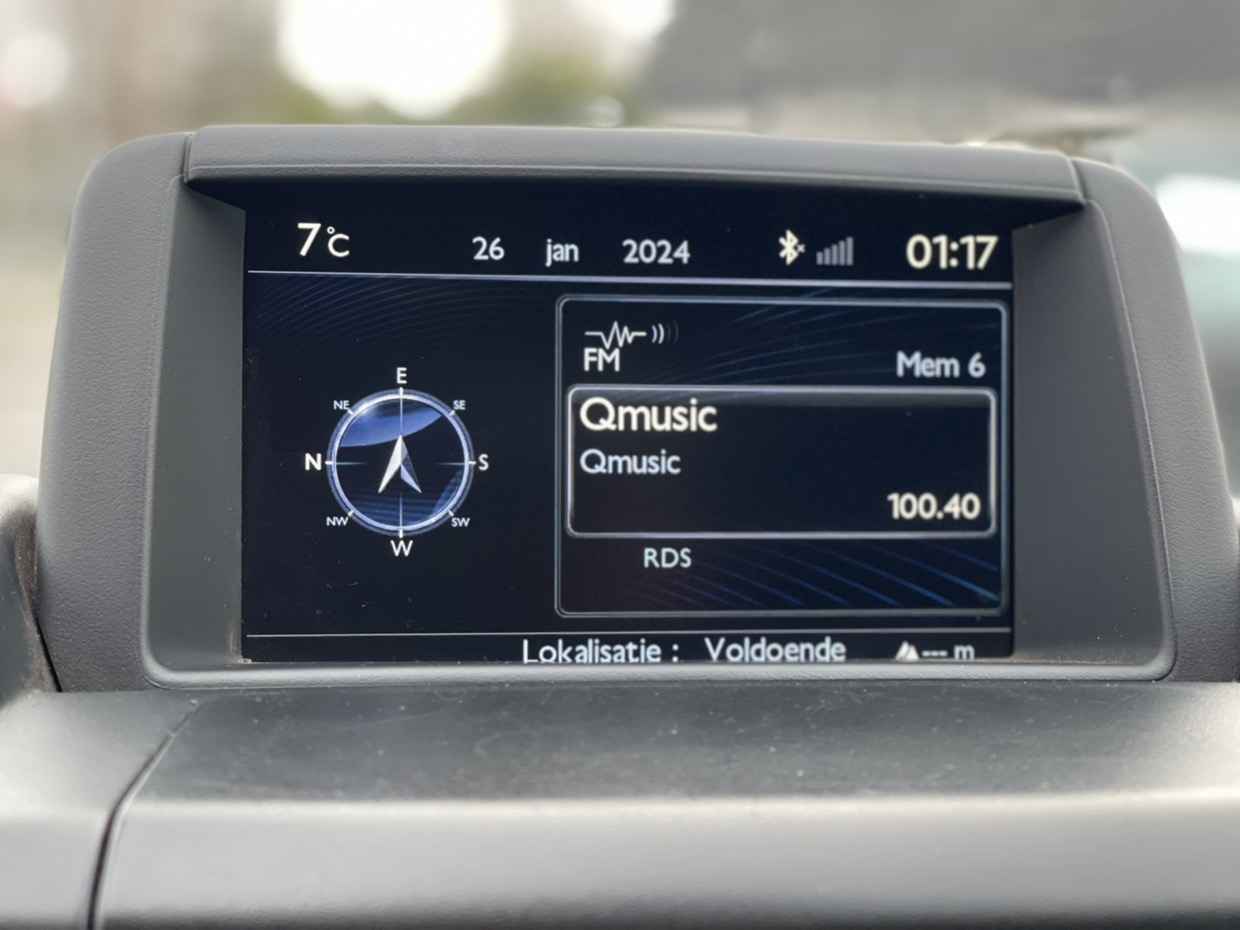 7°C 26 jan 2024 01:17
E
NE SE
N S
NW SW
W
FM
Mem 6
Qmusic
Qmusic
100.40
RDS
Lokalisatie : Voldoende --- m